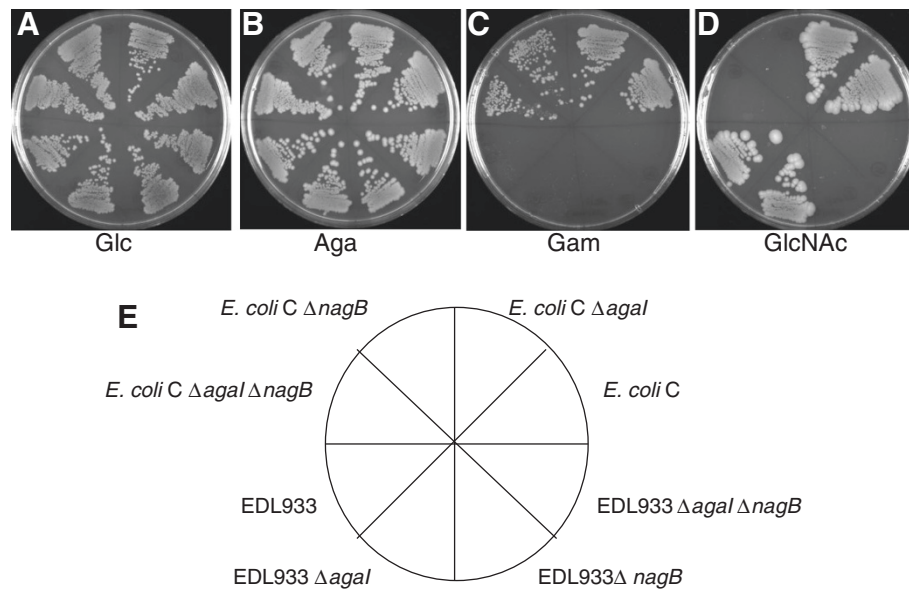 A B C D
Glc Aga Gam GlcNAc
E
E. coli C ΔnagB E. coli C ΔagaI
E. coli C ΔagaI ΔnagB E. coli C
EDL933 EDL933 ΔagaI ΔnagB
EDL933 ΔagaI EDL933Δ nagB